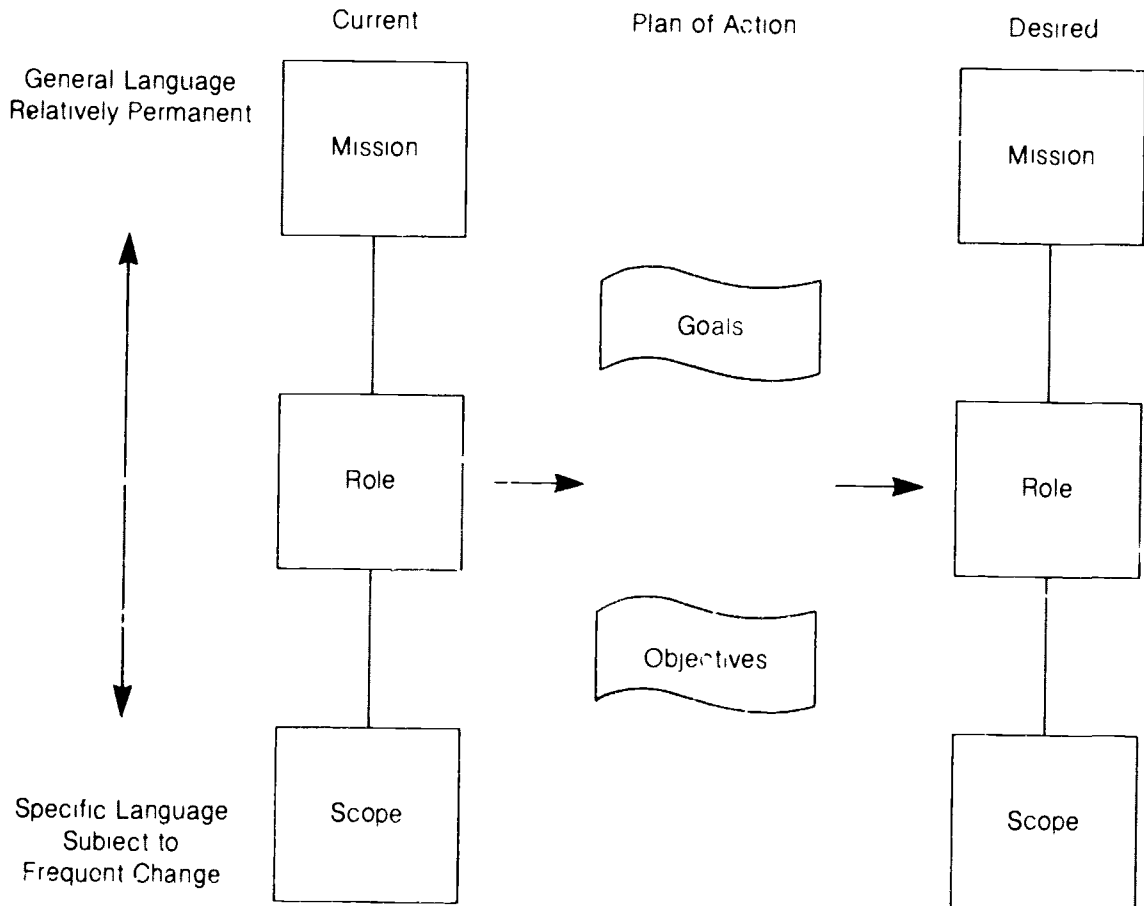 Current
Plan of Action
Desired
General Language
Relatively Permanent
Mission
Mission
Goals
Role
Role
Objectives
Specific Language
Subject to
Frequent Change
Scope
Scope